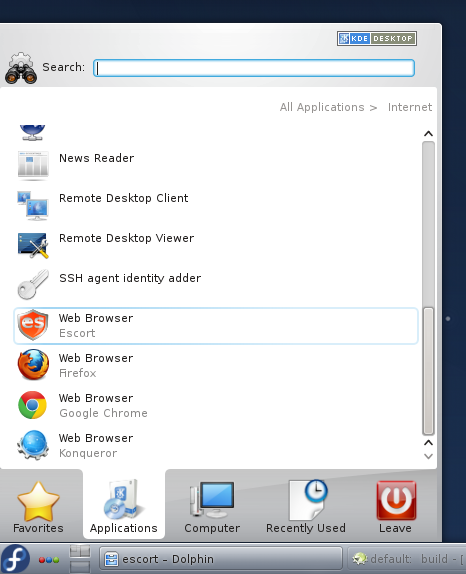 KDE DESKTOP
Search:
All Applications > Internet
News Reader
Remote Desktop Client
Remote Desktop Viewer
SSH agent identity adder
es Web Browser
Escort
Web Browser
Firefox
Web Browser
Google Chrome
Web Browser
Konqueror
Favorites Applications Computer Recently Used Leave
escort – Dolphin default: build – [